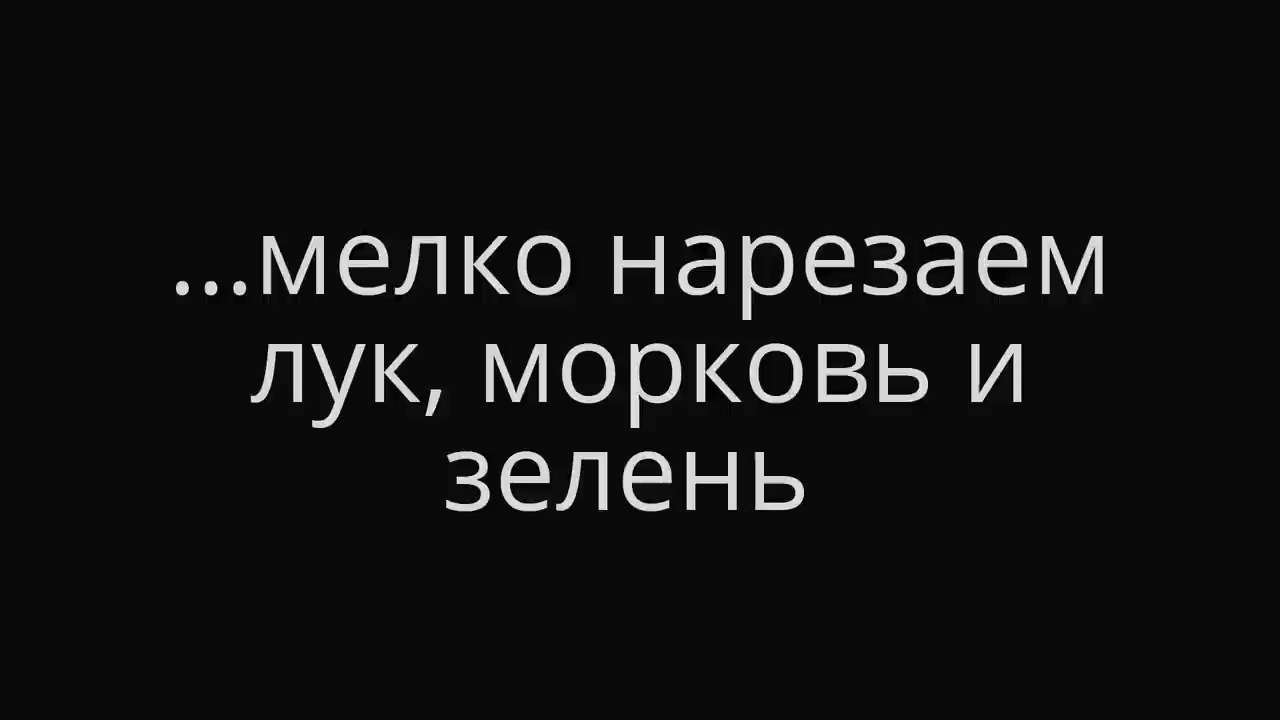 ...мелко нарезаем
лук, морковь и
зелень